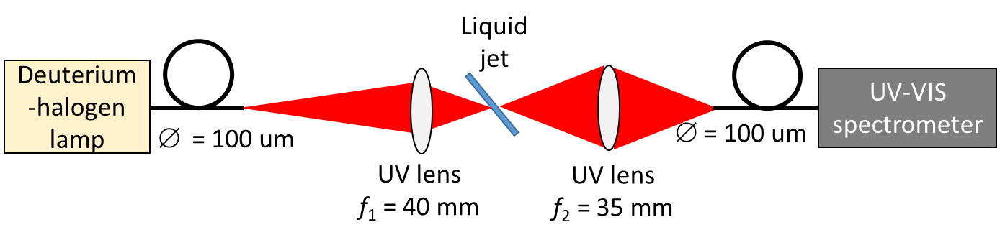 Deuterium
-halogen
lamp
∅ = 100 um
UV lens
f1 = 40 mm
Liquid
jet
UV lens
f2 = 35 mm
∅ = 100 um
UV-VIS
spectrometer